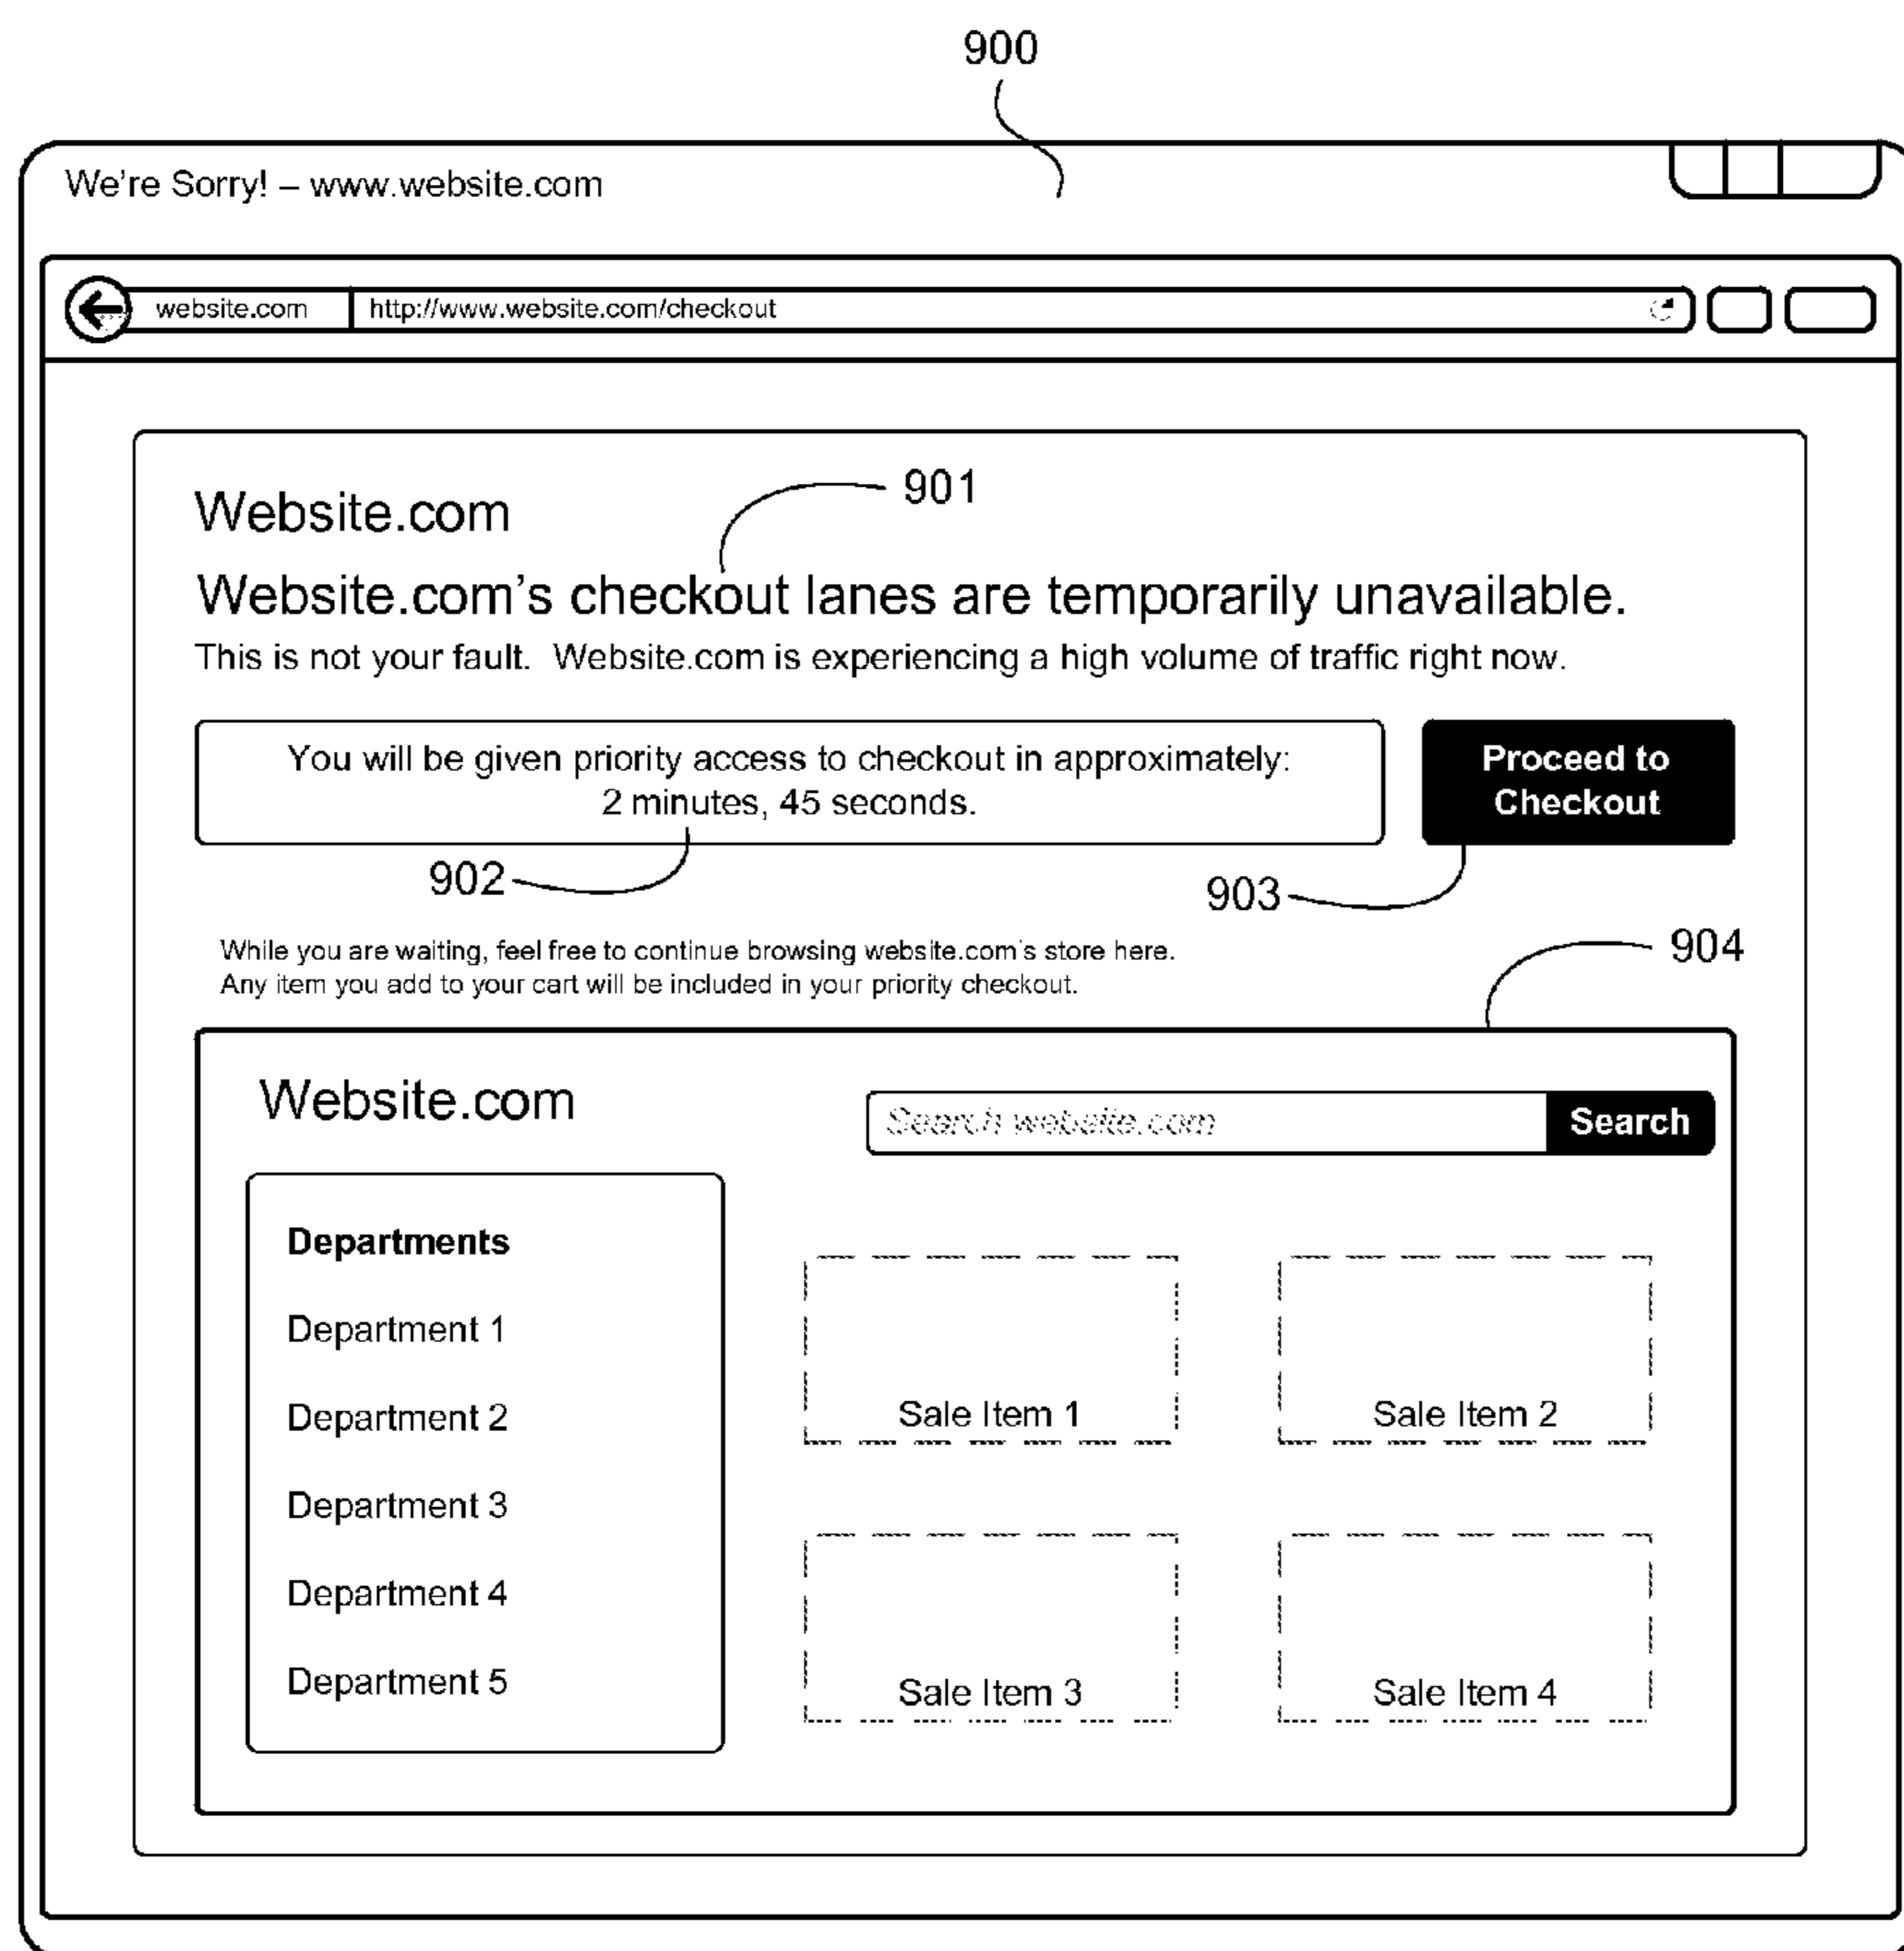 900
We're Sorry! – www.website.com
website.com
http://www.website.com/checkout
Website.com
901
Website.com's checkout lanes are temporarily unavailable.
This is not your fault. Website.com is experiencing a high volume of traffic right now.
You will be given priority access to checkout in approximately:
2 minutes, 45 seconds.
Proceed to
Checkout
902
903
While you are waiting, feel free to continue browsing website.com's store here.
Any item you add to your cart will be included in your priority checkout.
904
Website.com
Search website.com
Search
Departments
Department 1
Department 2
Department 3
Department 4
Department 5
Sale Item 1
Sale Item 2
Sale Item 3
Sale Item 4